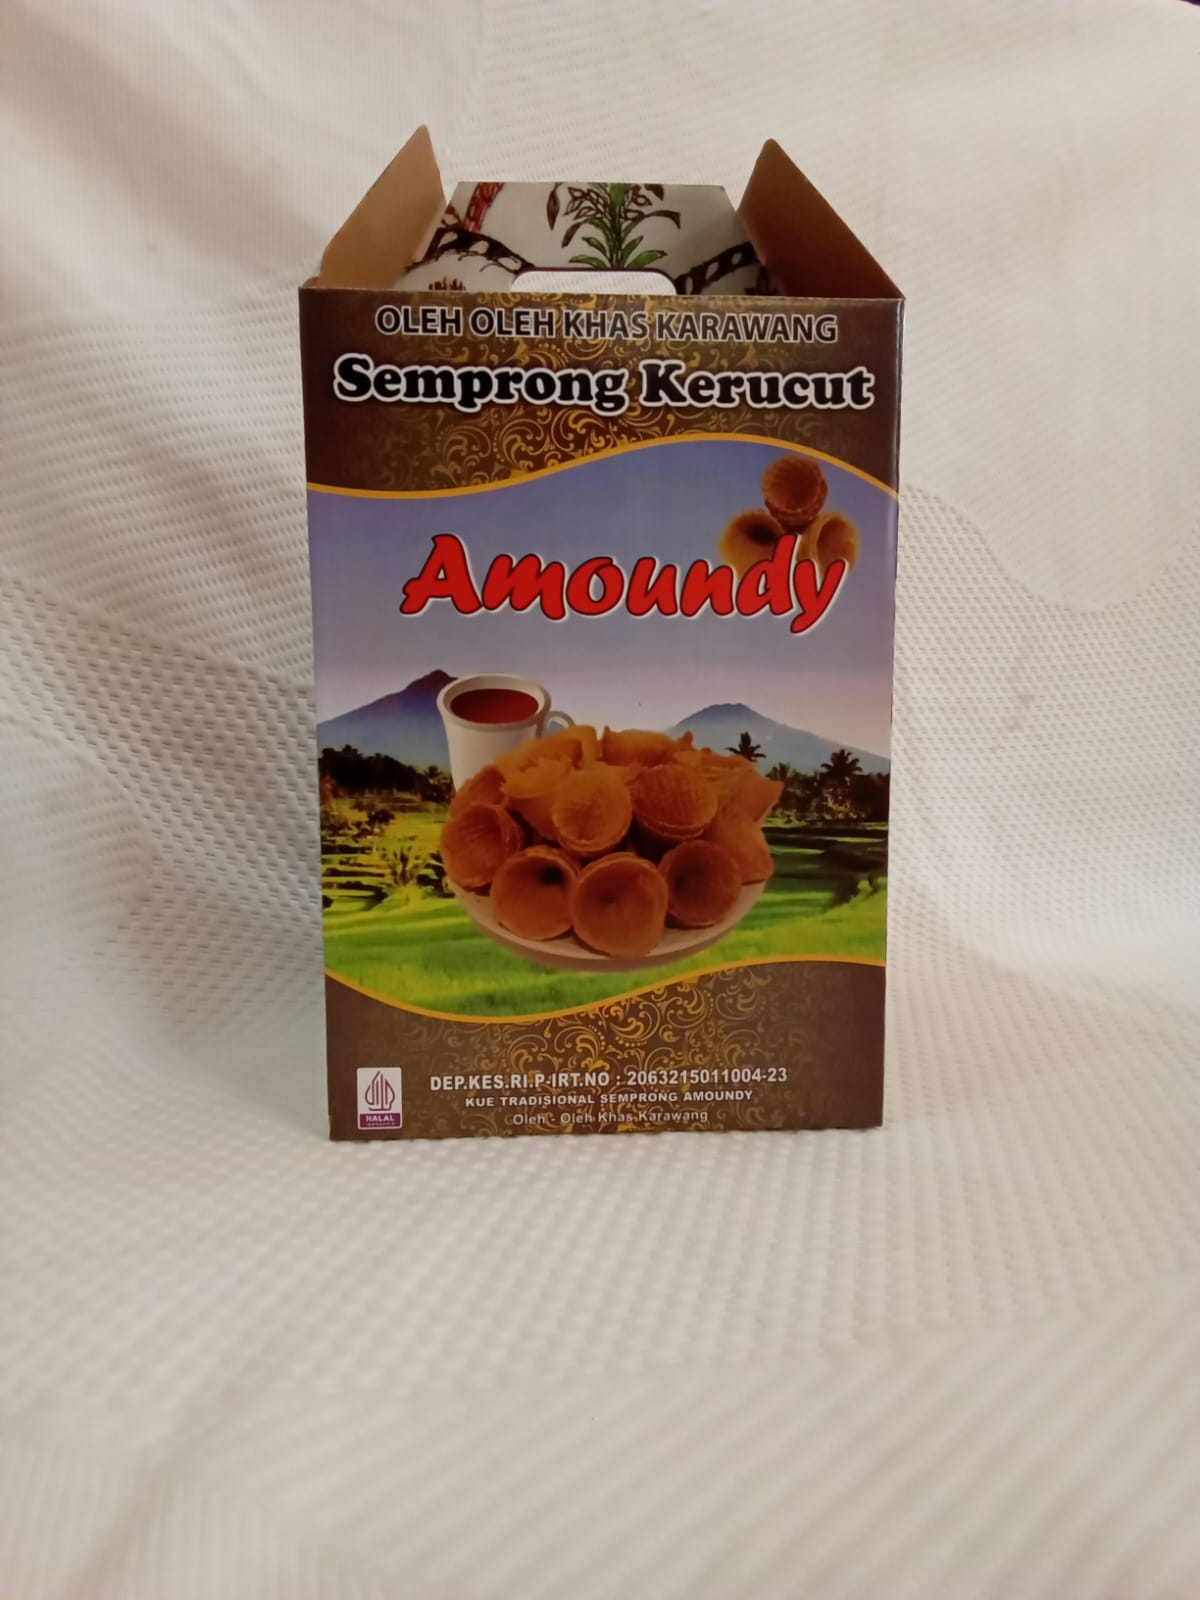 OLEH OLEH KHAS KARAWANG
Semprong Kerucut
Amoundy
DEP.KES.RI.P-IRT.NO : 2063215011004-23
KUE TRADISIONAL SEMPRONG AMOUNDY
Oleh - Oleh Khas Karawang
HALAL
INDONESIA